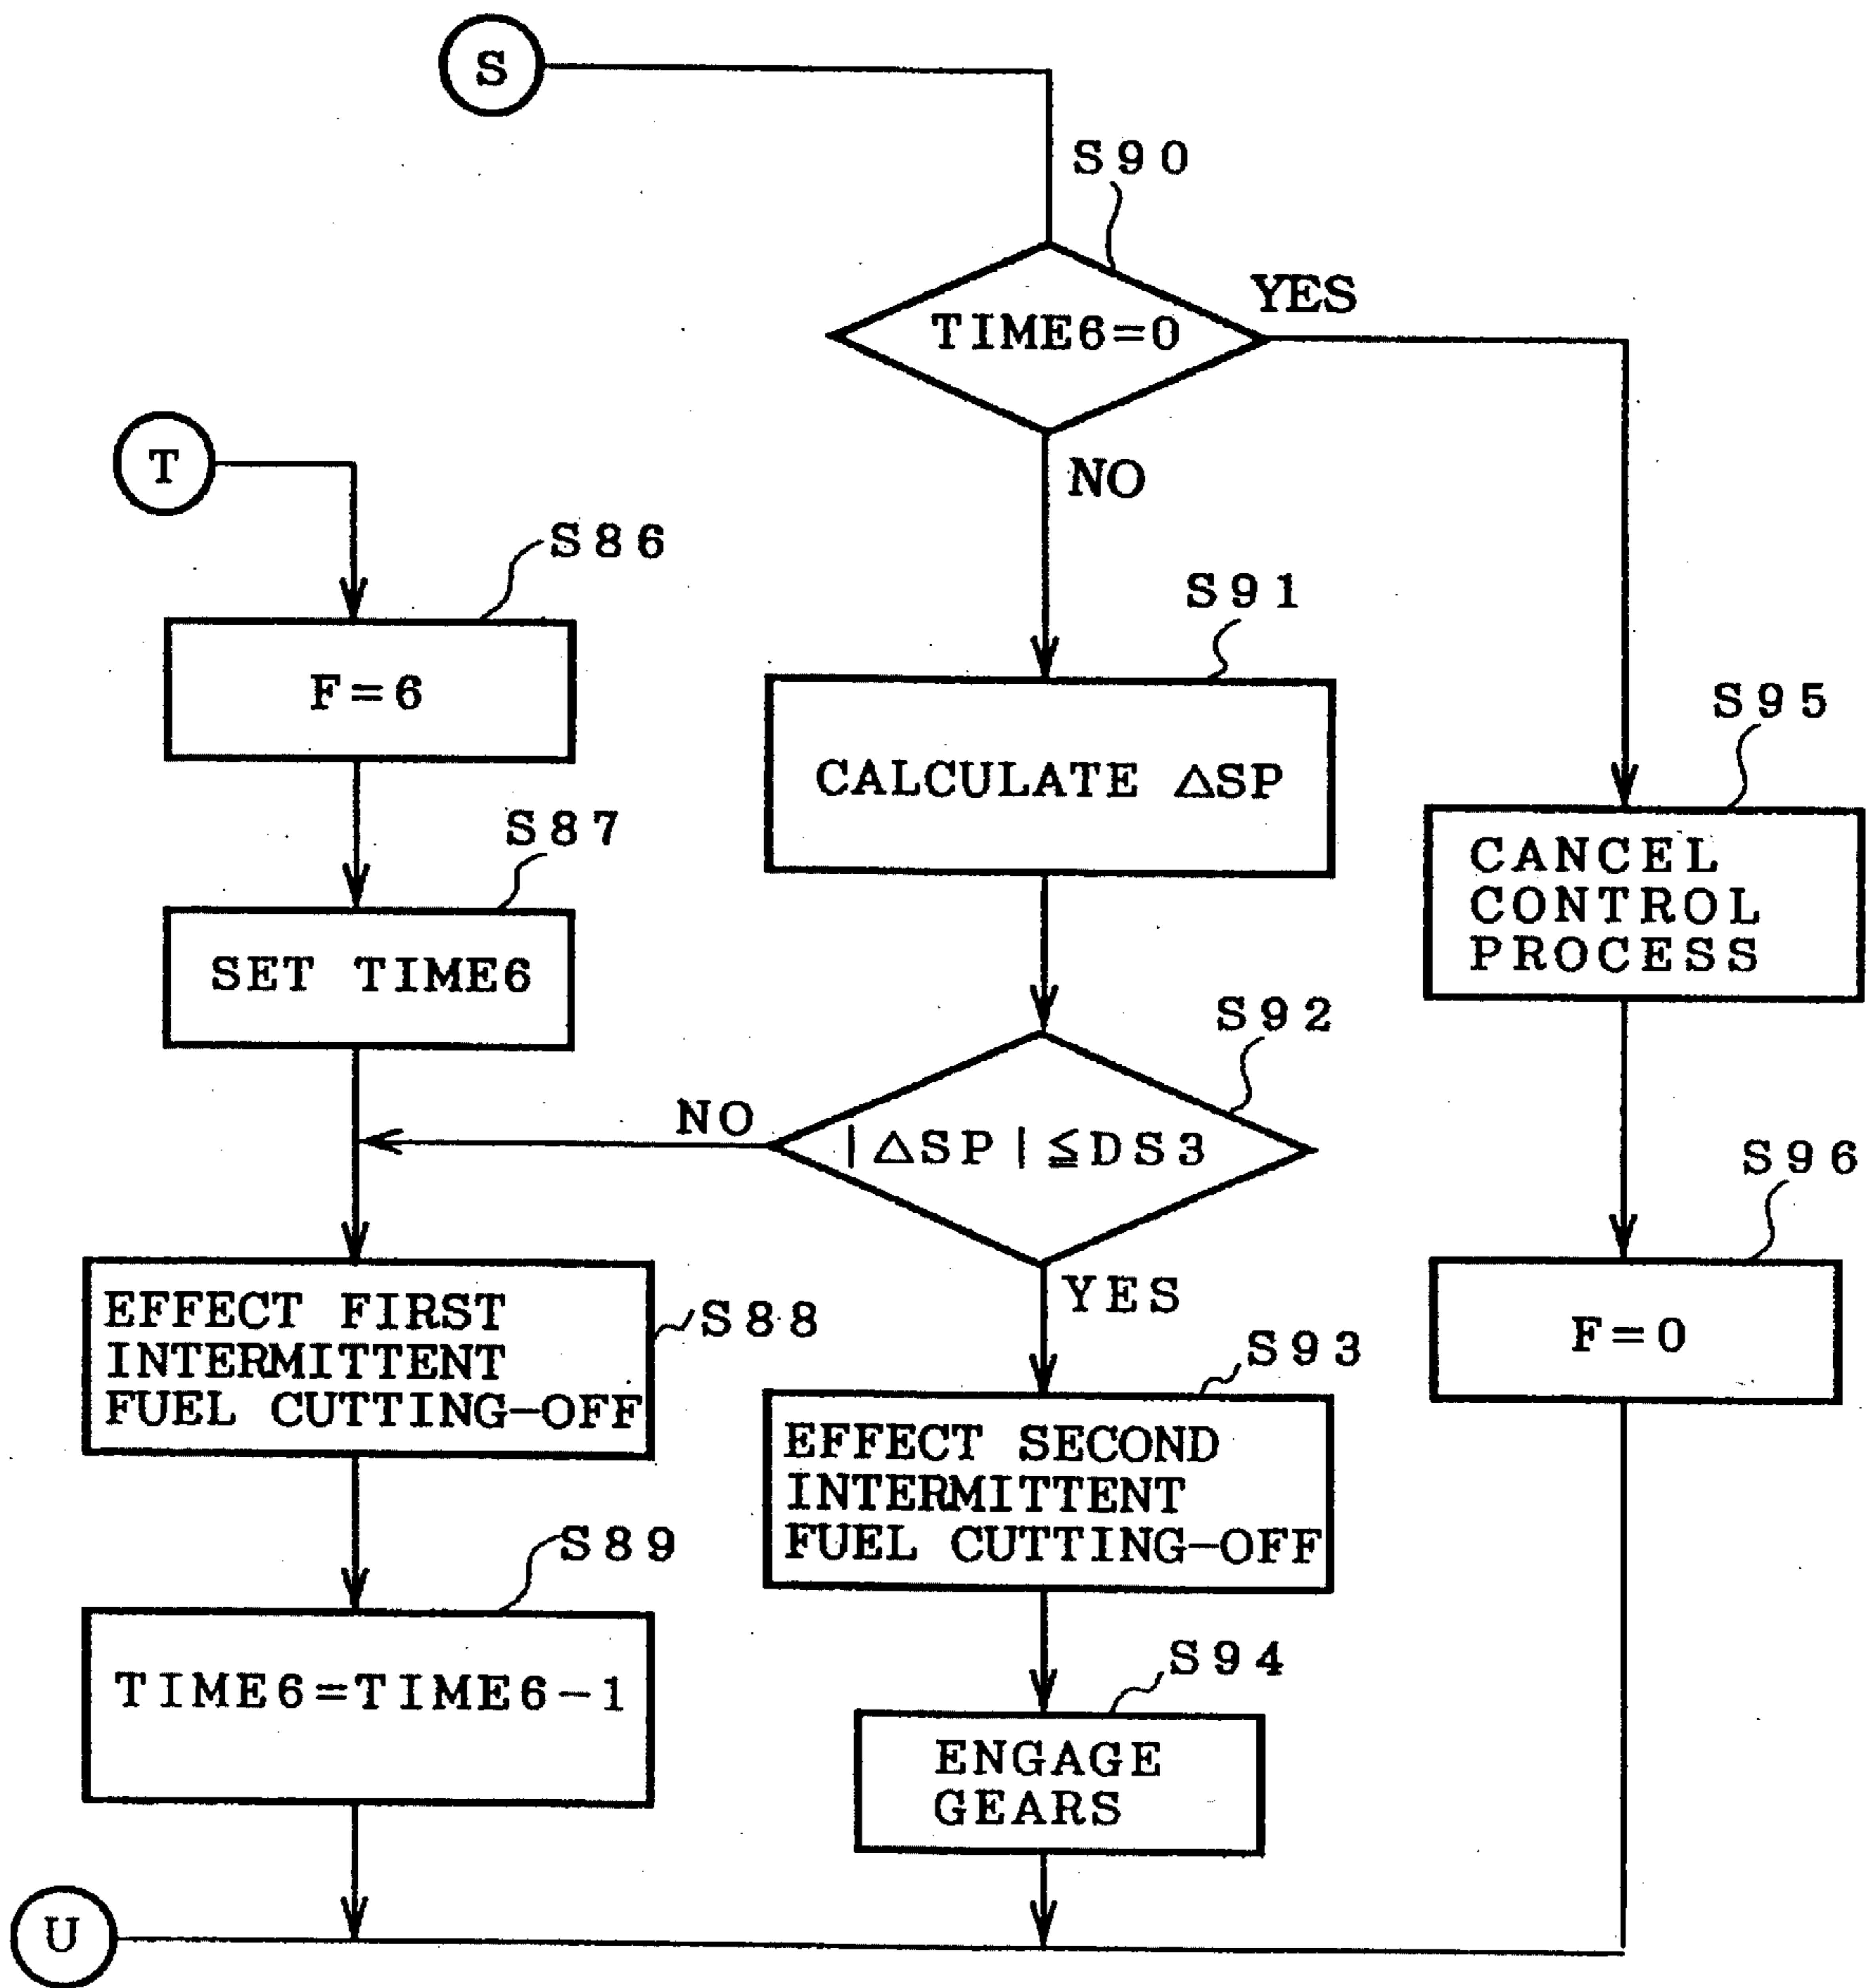 S
S90
TIME6=0
YES
NO
T
S86
F=6
S91
CALCULATE △SP
S95
CANCEL
CONTROL
PROCESS
S87
SET TIME6
S92
|△SP|≦DS3
NO
YES
S96
F=0
EFFECT FIRST
INTERMITTENT
FUEL CUTTING-OFF
S88
S93
EFFECT SECOND
INTERMITTENT
FUEL CUTTING-OFF
S89
TIME6=TIME6-1
S94
ENGAGE
GEARS
U